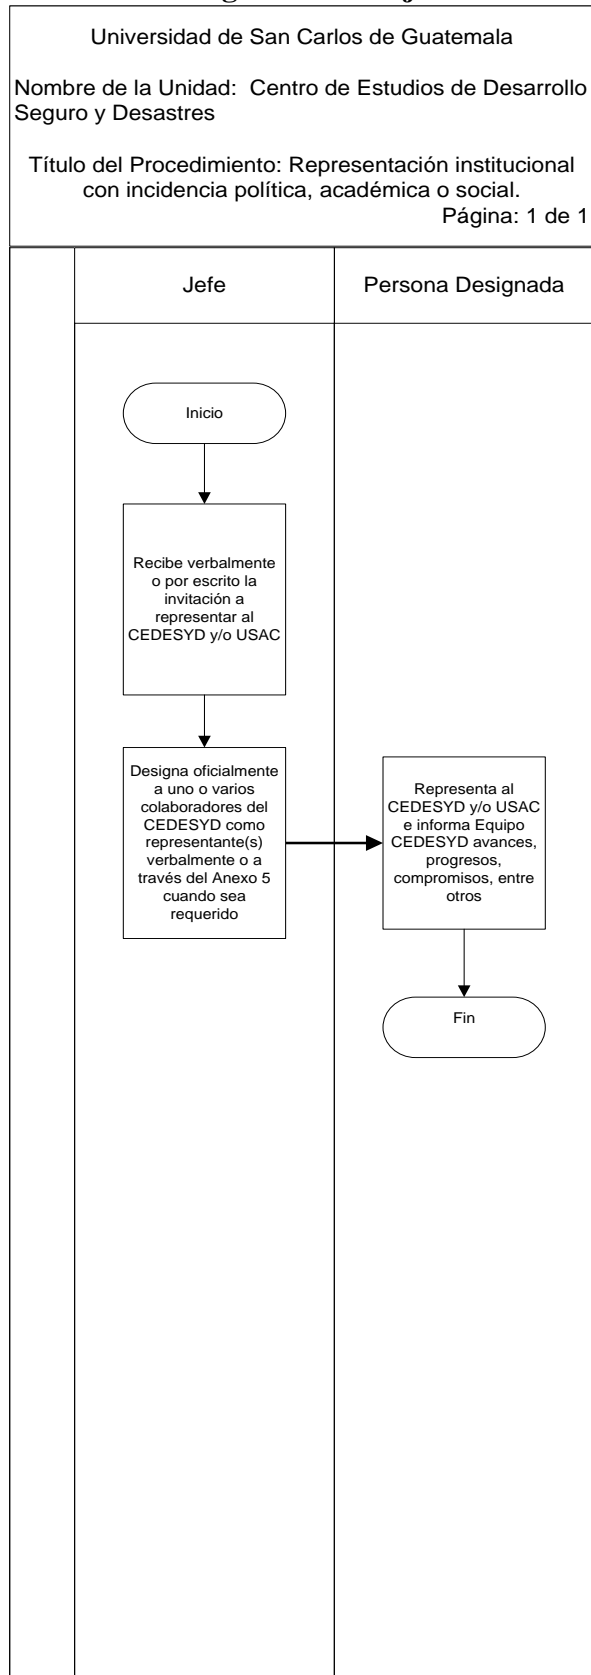 Universidad de San Carlos de Guatemala
Nombre de la Unidad: Centro de Estudios de Desarrollo
Seguro y Desastres
Título del Procedimiento: Representación institucional
con incidencia política, académica o social.
Página: 1 de 1
Jefe
Persona Designada
Inicio
Recibe verbalmente
o por escrito la
invitación a
representar al
CEDESYD y/o USAC
Designa oficialmente
a uno o varios
colaboradores del
CEDESYD como
representante(s)
verbalmente o a
través del Anexo 5
cuando sea
requerido
Representa al
CEDESYD y/o USAC
e informa Equipo
CEDESYD avances,
progresos,
compromisos, entre
otros
Fin